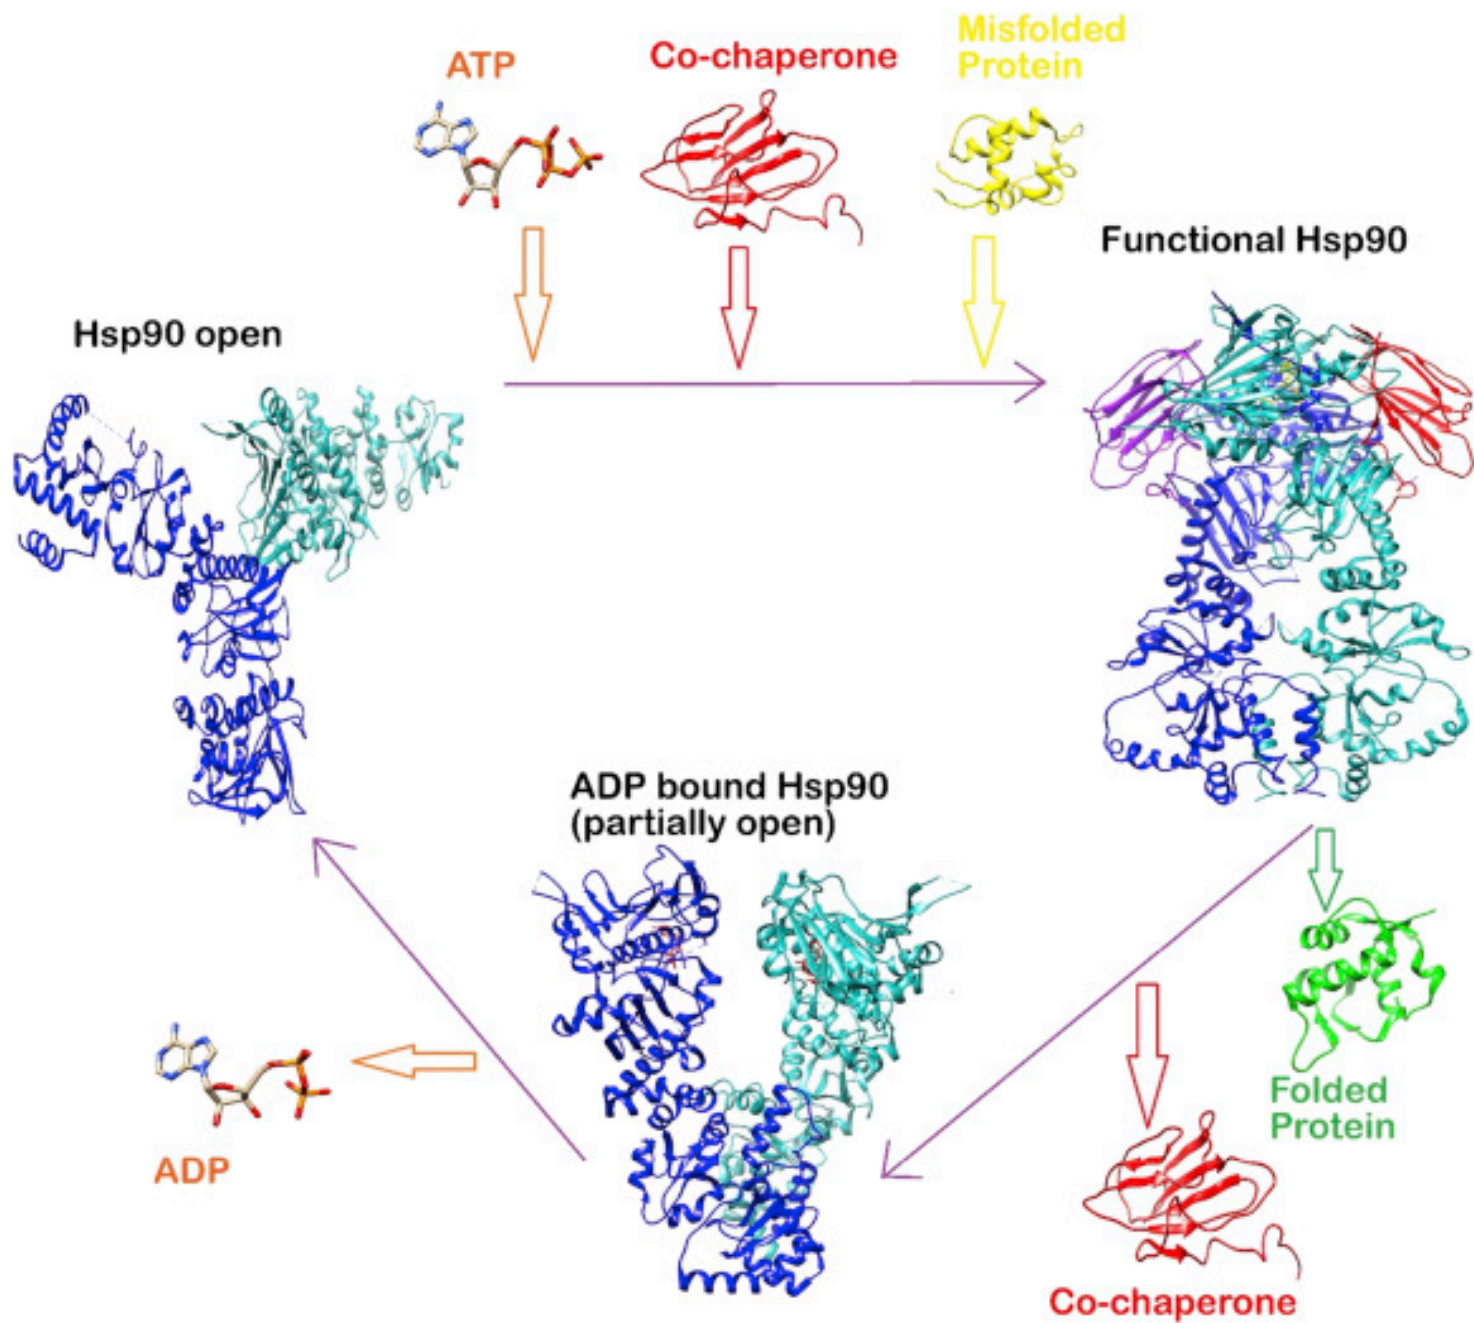 ATP
Co-chaperone
Misfolded
Protein
Functional Hsp90
Hsp90 open
ADP bound Hsp90
(partially open)
Folded
Protein
ADP
Co-chaperone